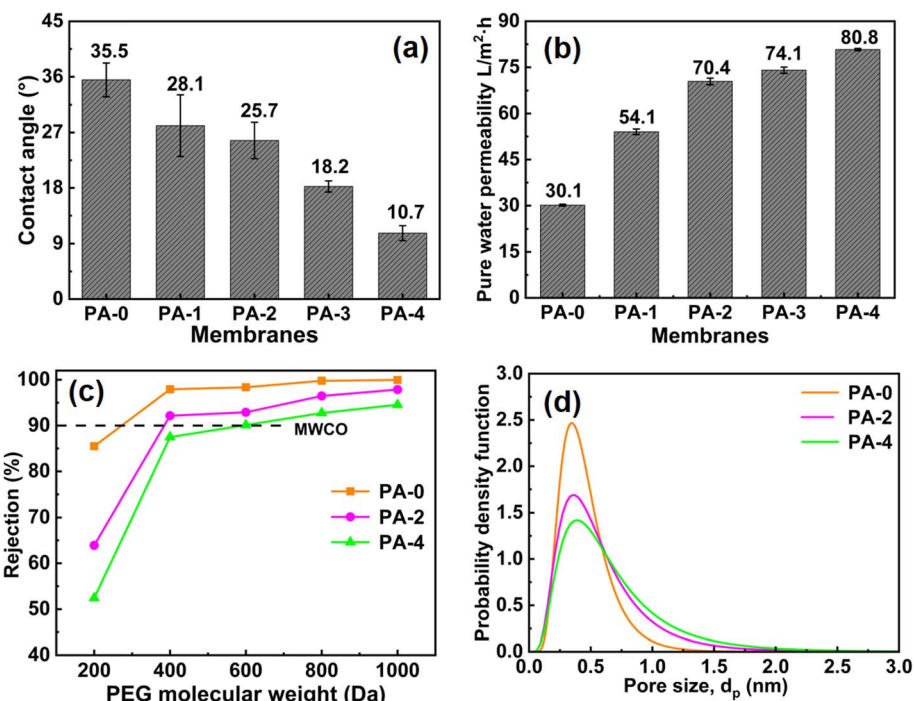 (a)
Contact angle (°)
45
36
27
18
9
0
35.5
28.1
25.7
18.2
10.7
PA-0 PA-1 PA-2 PA-3 PA-4
Membranes
(b)
Pure water permeability L/m²·h
90
75
60
45
30
15
0
30.1
54.1
70.4
74.1
80.8
PA-0 PA-1 PA-2 PA-3 PA-4
Membranes
(c)
Rejection (%)
100
90
80
70
60
50
40
MWCO
PA-0
PA-2
PA-4
200 400 600 800 1000
PEG molecular weight (Da)
(d)
Probability density function
3.0
2.5
2.0
1.5
1.0
0.5
0.0
PA-0
PA-2
PA-4
0.0 0.5 1.0 1.5 2.0 2.5 3.0
Pore size, dp (nm)